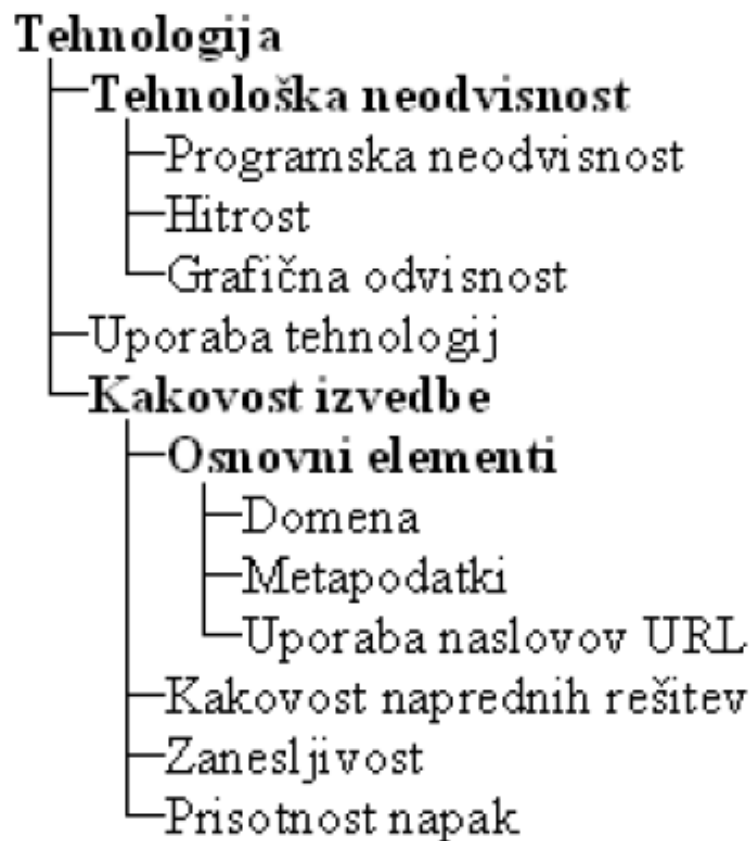 Tehnologija
Tehnološka neodvisnost
Programska neodvisnost
Hitrost
Grafična odvisnost
Uporaba tehnologij
Kakovost izvedbe
Osnovni elementi
Domena
Metapodatki
Uporaba naslovov URL
Kakovost naprednih rešitev
Zanesljivost
Prisotnost napak